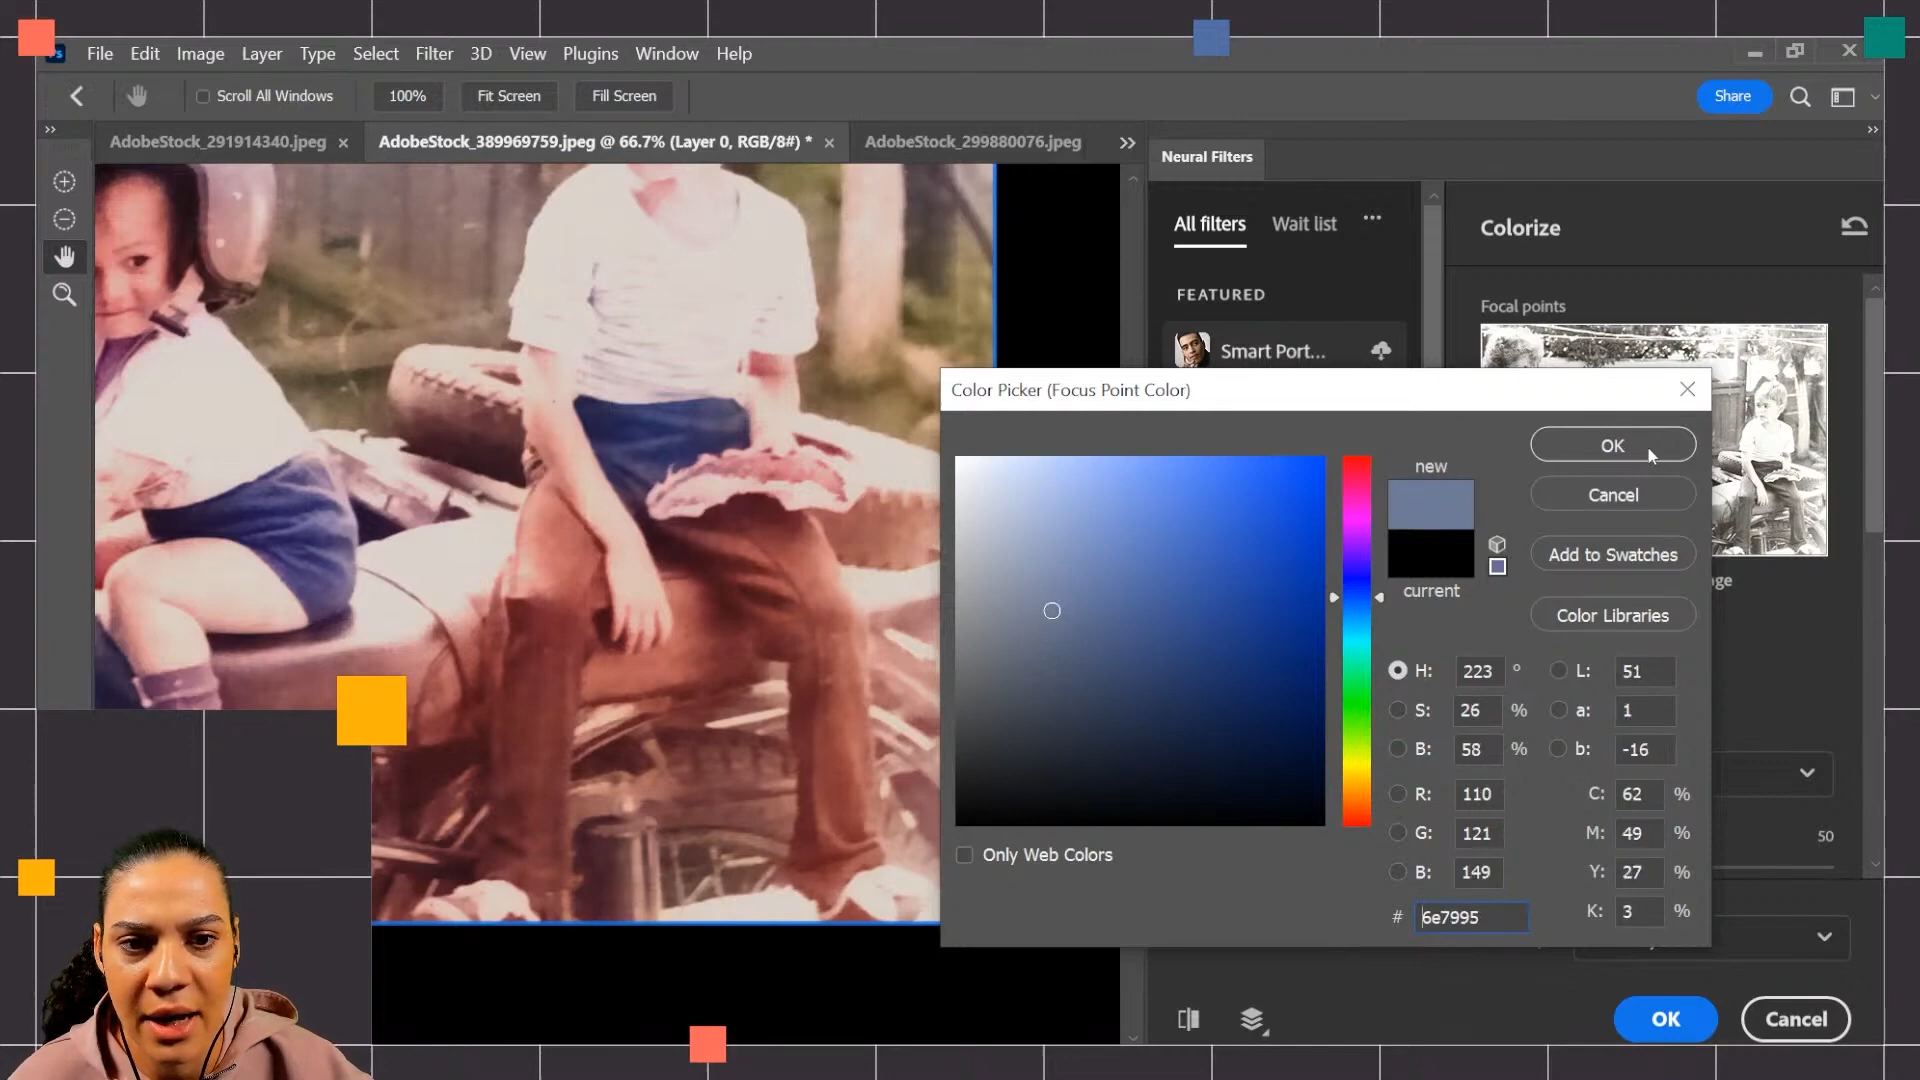 Ps File Edit Image Layer Type Select Filter 3D View Plugins Window Help
Scroll All Windows 100% Fit Screen Fill Screen Share
AdobeStock_291914340.jpeg AdobeStock_389969759.jpeg @ 66.7% (Layer 0, RGB/8#) * AdobeStock_299880076.jpeg
Neural Filters
All filters Wait list
Colorize
FEATURED
Focal points
Smart Port...
Color Picker (Focus Point Color)
OK
new
Cancel
Add to Swatches
current
Color Libraries
H: 223 ° L: 51
S: 26 % a: 1
B: 58 % b: -16
R: 110 C: 62 %
G: 121 M: 49 %
B: 149 Y: 27 %
# 6e7995 K: 3 %
Only Web Colors
50
OK Cancel